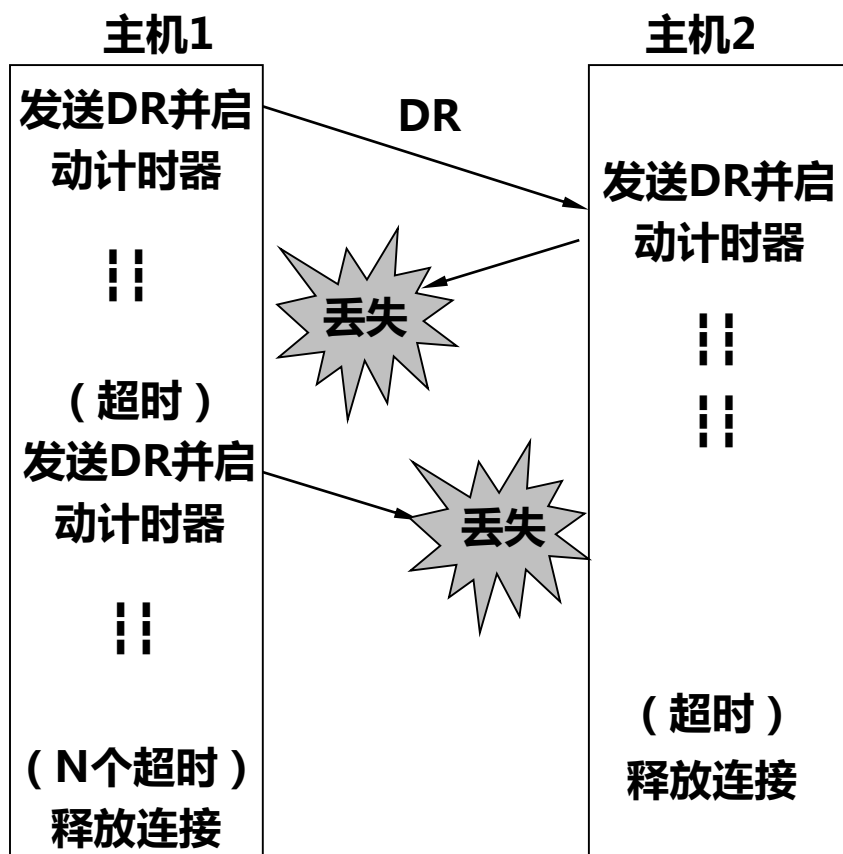 主机1
主机2
发送DR并启
动计时器
DR
发送DR并启
动计时器
丢失
（超时）
发送DR并启
动计时器
丢失
（超时）
释放连接
（N个超时）
释放连接